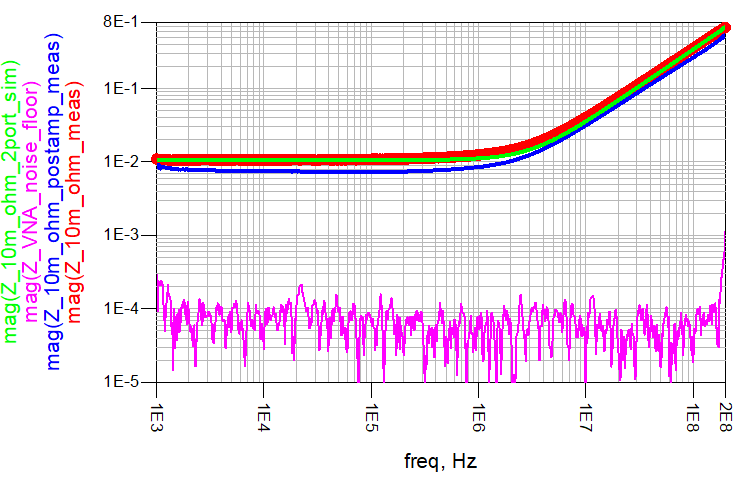 mag(Z_10m_ohm_2port_sim)
mag(Z_VNA_noise_floor)
mag(Z_10m_ohm_postamp_meas)
mag(Z_10m_ohm_meas)
8E-1
1E-1
1E-2
1E-3
1E-4
1E-5
1E3
1E4
1E5
1E6
1E7
1E8
2E8
freq, Hz